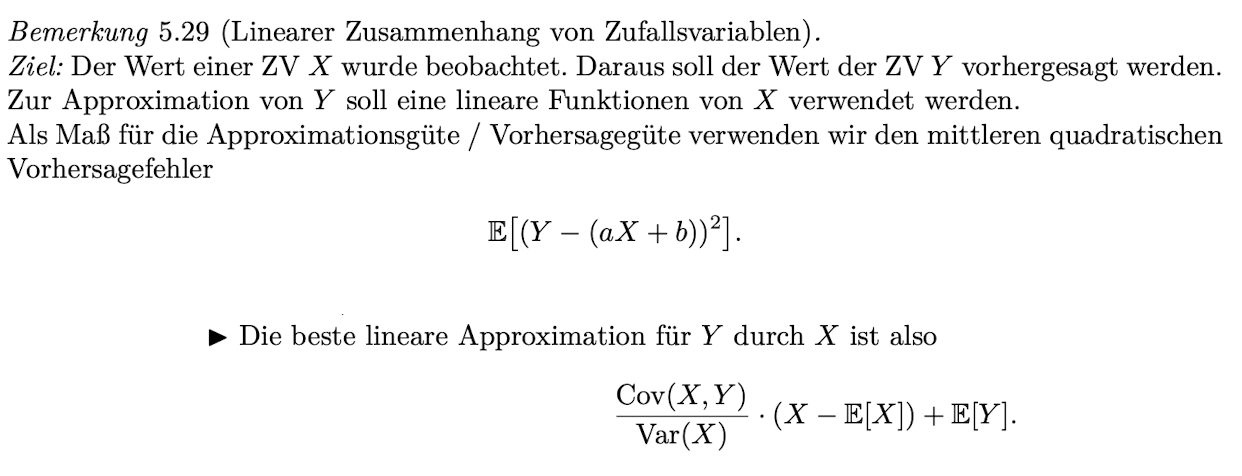 Bemerkung 5.29 (Linearer Zusammenhang von Zufallsvariablen).
Ziel: Der Wert einer ZV X wurde beobachtet. Daraus soll der Wert der ZV Y vorhergesagt werden.
Zur Approximation von Y soll eine lineare Funktionen von X verwendet werden.
Als Maß für die Approximationsgüte / Vorhersagegüte verwenden wir den mittleren quadratischen
Vorhersagefehler
𝔼[(Y − (aX + b))²].
▶ Die beste lineare Approximation für Y durch X ist also
Cov(X, Y)/Var(X) · (X − 𝔼[X]) + 𝔼[Y].